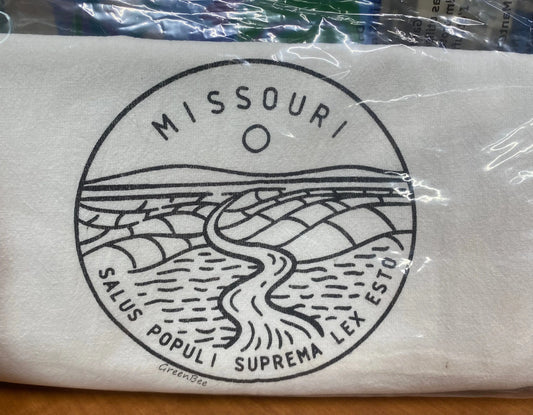 MISSOURI
SALUS POPULI SUPREMA LEX ESTO
GreenBee